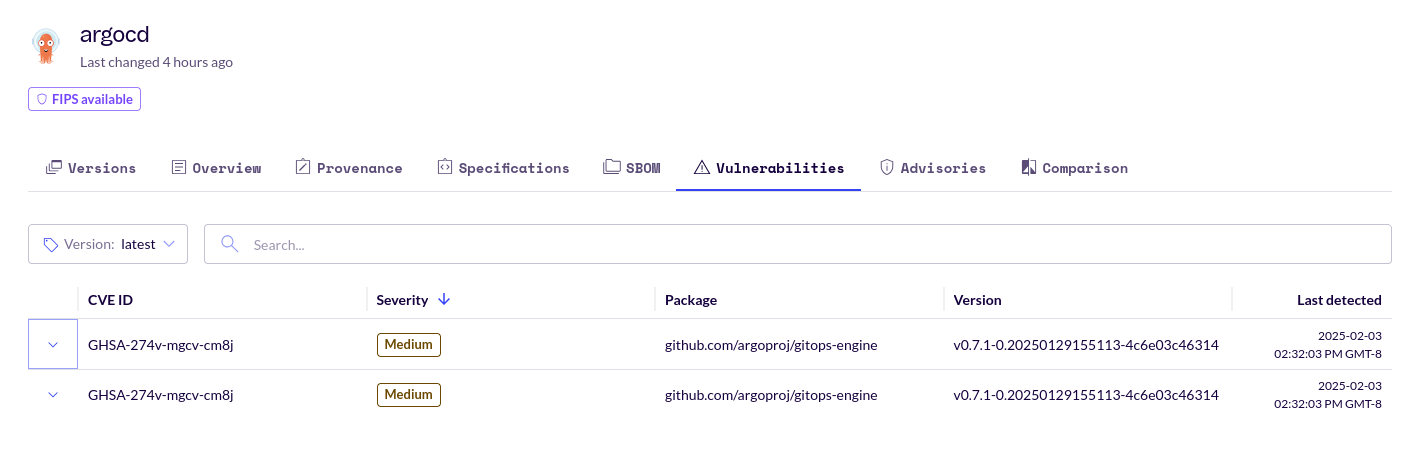 argocd
Last changed 4 hours ago
FIPS available
Versions Overview Provenance Specifications SBOM Vulnerabilities Advisories Comparison
Version: latest Search...
CVE ID Severity Package Version Last detected
GHSA-274v-mgcv-cm8j Medium github.com/argoproj/gitops-engine v0.7.1-0.20250129155113-4c6e03c46314 2025-02-03
02:32:03 PM GMT-8
GHSA-274v-mgcv-cm8j Medium github.com/argoproj/gitops-engine v0.7.1-0.20250129155113-4c6e03c46314 2025-02-03
02:32:03 PM GMT-8